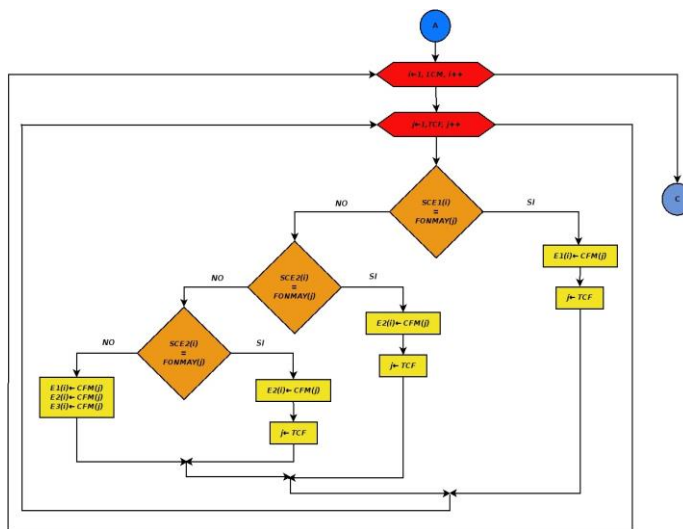 A
i←1, LCM, i++
j←1,TCF, j++
C
SCE1(i)
=
FONMAY(j)
NO
SI
E1(i)←CFM(j)
j←TCF
SCE2(i)
=
FONMAY(j)
NO
SI
E2(i)←CFM(j)
j←TCF
SCE2(i)
=
FONMAY(j)
NO
SI
E1(i)←CFM(j)
E2(i)←CFM(j)
E3(i)←CFM(j)
E2(i)←CFM(j)
j←TCF